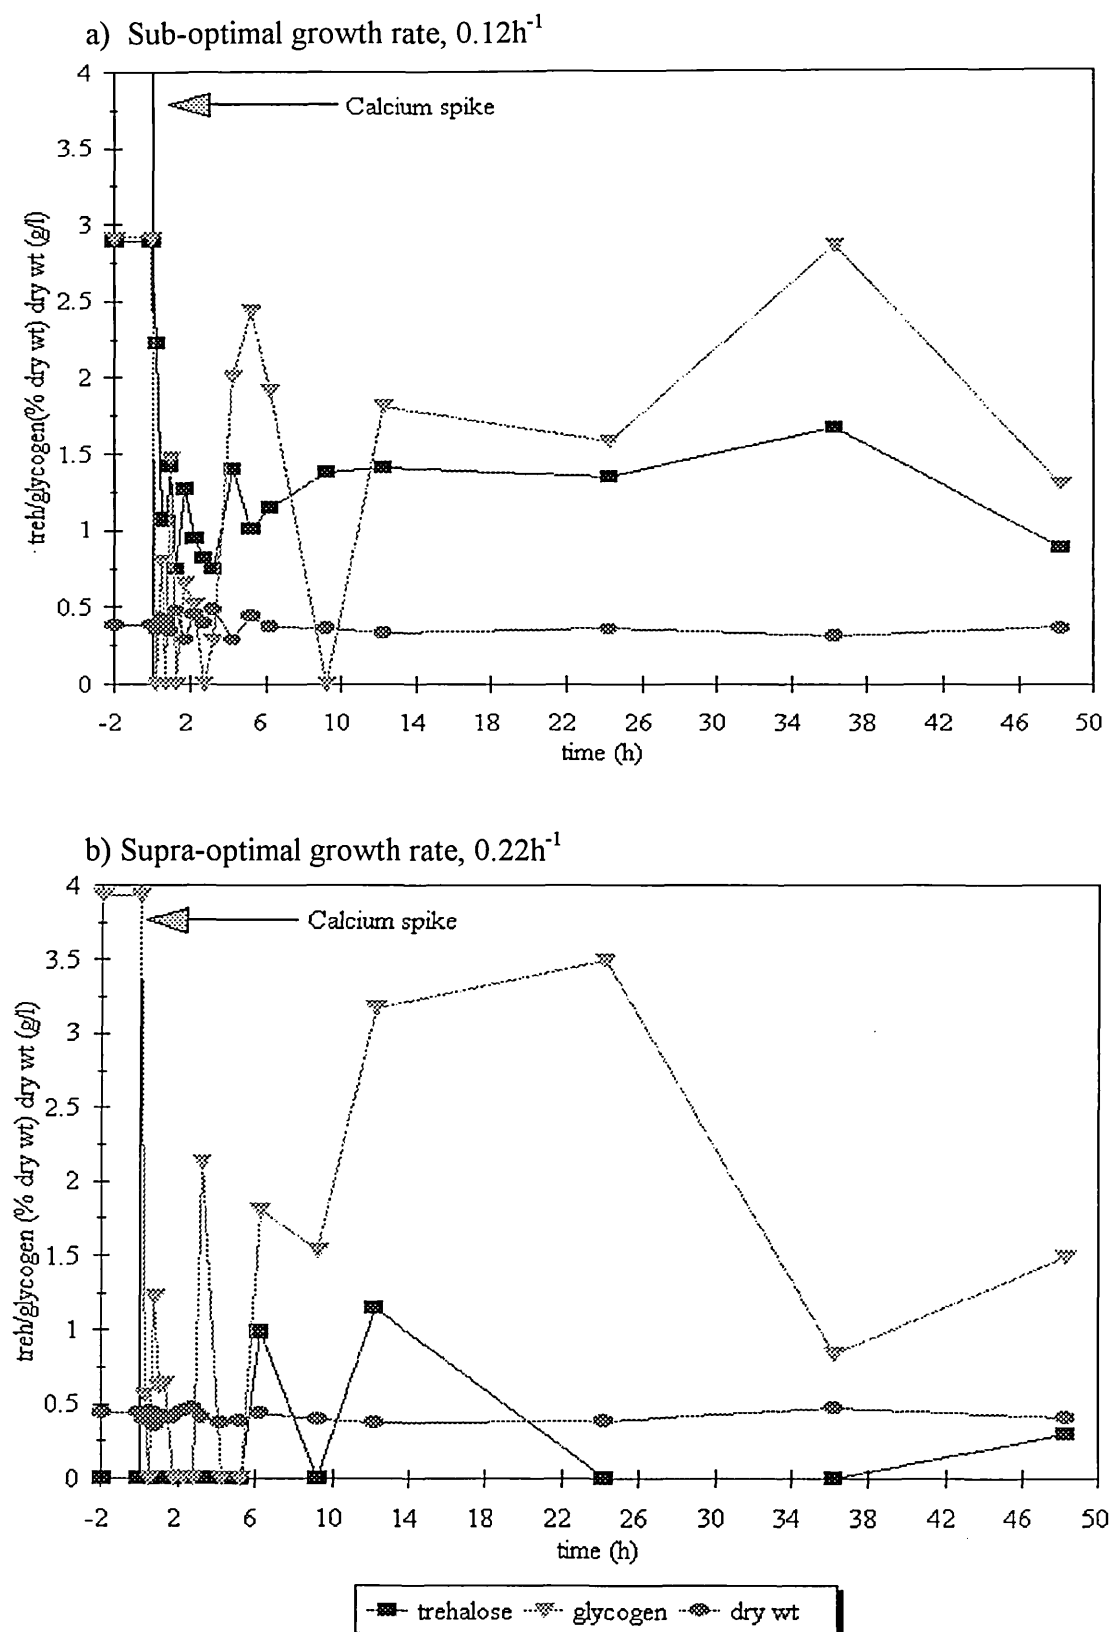 a) Sub-optimal growth rate, 0.12h-1
4
Calcium spike
3.5
3
2.5
2
1.5
1
0.5
0
treh/glycogen(% dry wt) dry wt (g/l)
-2 2 6 10 14 18 22 26 30 34 38 42 46 50
time (h)
b) Supra-optimal growth rate, 0.22h-1
4
Calcium spike
3.5
3
2.5
2
1.5
1
0.5
0
treh/glycogen (% dry wt) dry wt (g/l)
-2 2 6 10 14 18 22 26 30 34 38 42 46 50
time (h)
trehalose glycogen dry wt